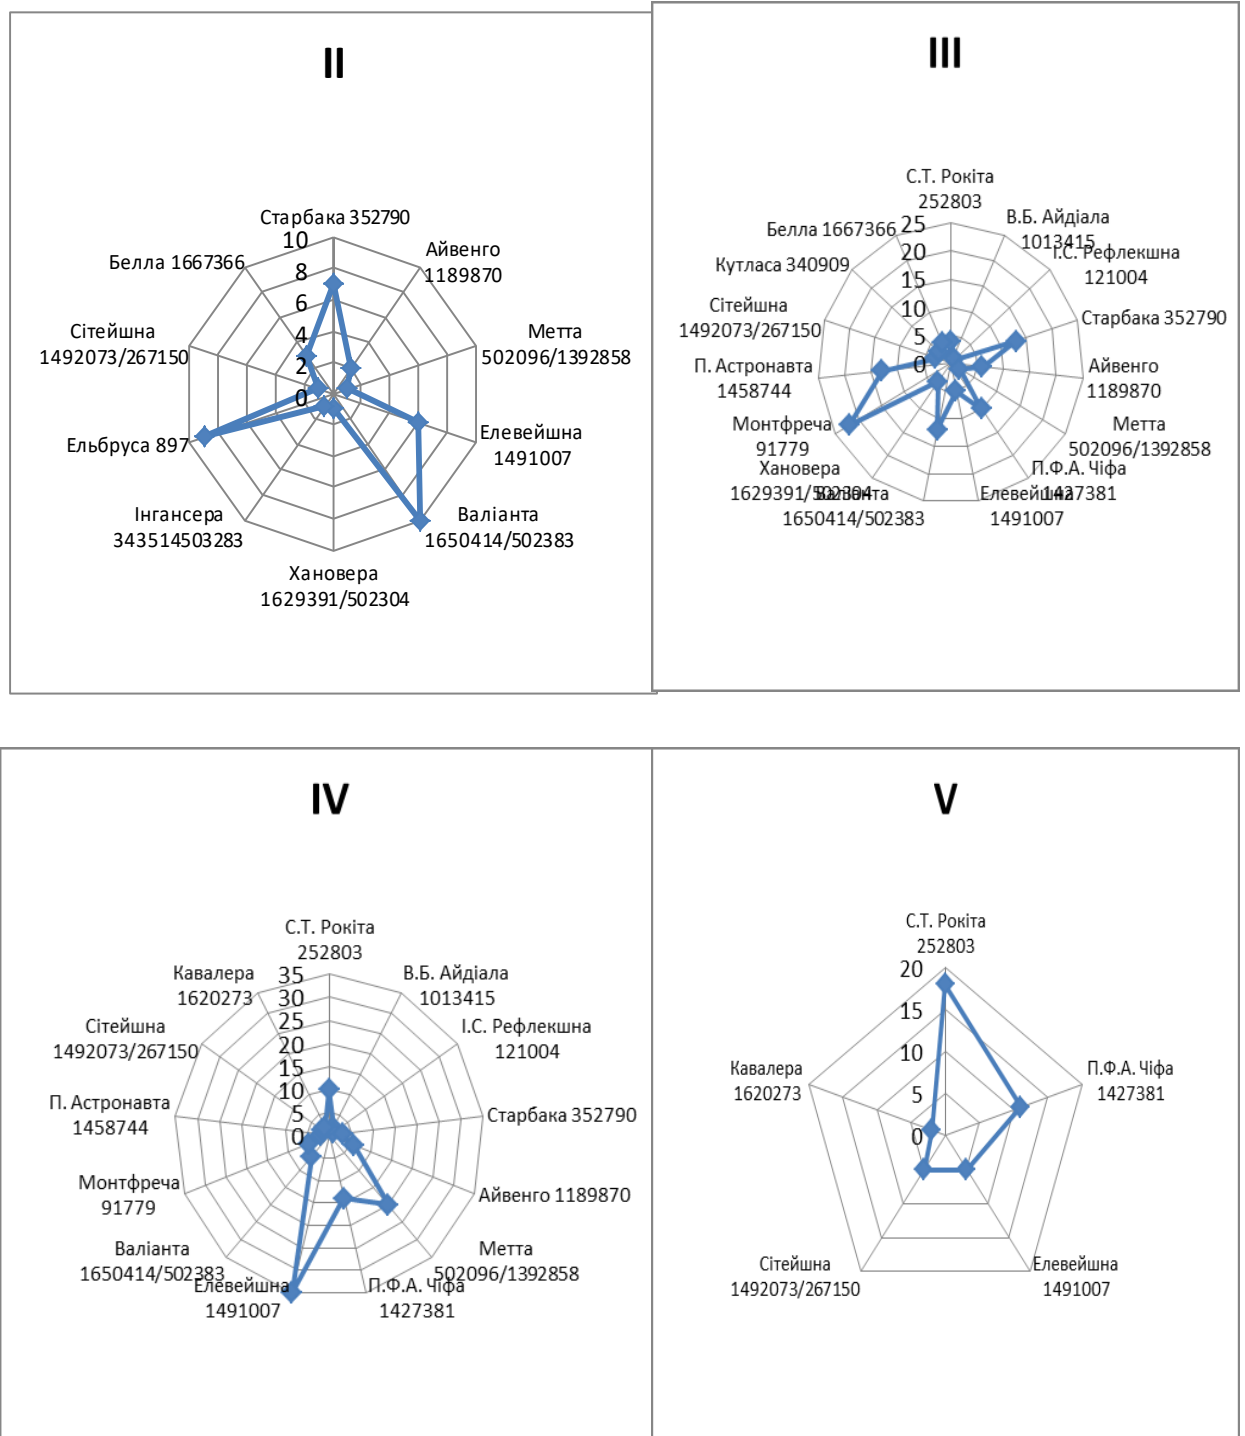 II
Старбака 352790
Айвенго
1189870
Метта
502096/1392858
Елевейшна
1491007
Валіанта
1650414/502383
Хановера
1629391/502304
Інгансера
343514503283
Ельбруса 897
Сітейшна
1492073/267150
Белла 1667366
10
8
6
4
2
0
III
С.Т. Рокіта
252803
В.Б. Айдіала
1013415
І.С. Рефлекшна
121004
Старбака 352790
Айвенго
1189870
Метта
502096/1392858
П.Ф.А. Чіфа
1427381
Елевейшна
1491007
Валіанта
1650414/502383
Хановера
1629391/502304
Монтфреча
91779
П. Астронавта
1458744
Сітейшна
1492073/267150
Кутласа 340909
Белла 1667366
25
20
15
10
5
0
IV
С.Т. Рокіта
252803
В.Б. Айдіала
1013415
І.С. Рефлекшна
121004
Старбака 352790
Айвенго 1189870
Метта
502096/1392858
П.Ф.А. Чіфа
1427381
Елевейшна
1491007
Валіанта
1650414/502383
Монтфреча
91779
П. Астронавта
1458744
Сітейшна
1492073/267150
Кавалера
1620273
35
30
25
20
15
10
5
0
V
С.Т. Рокіта
252803
П.Ф.А. Чіфа
1427381
Елевейшна
1491007
Сітейшна
1492073/267150
Кавалера
1620273
20
15
10
5
0